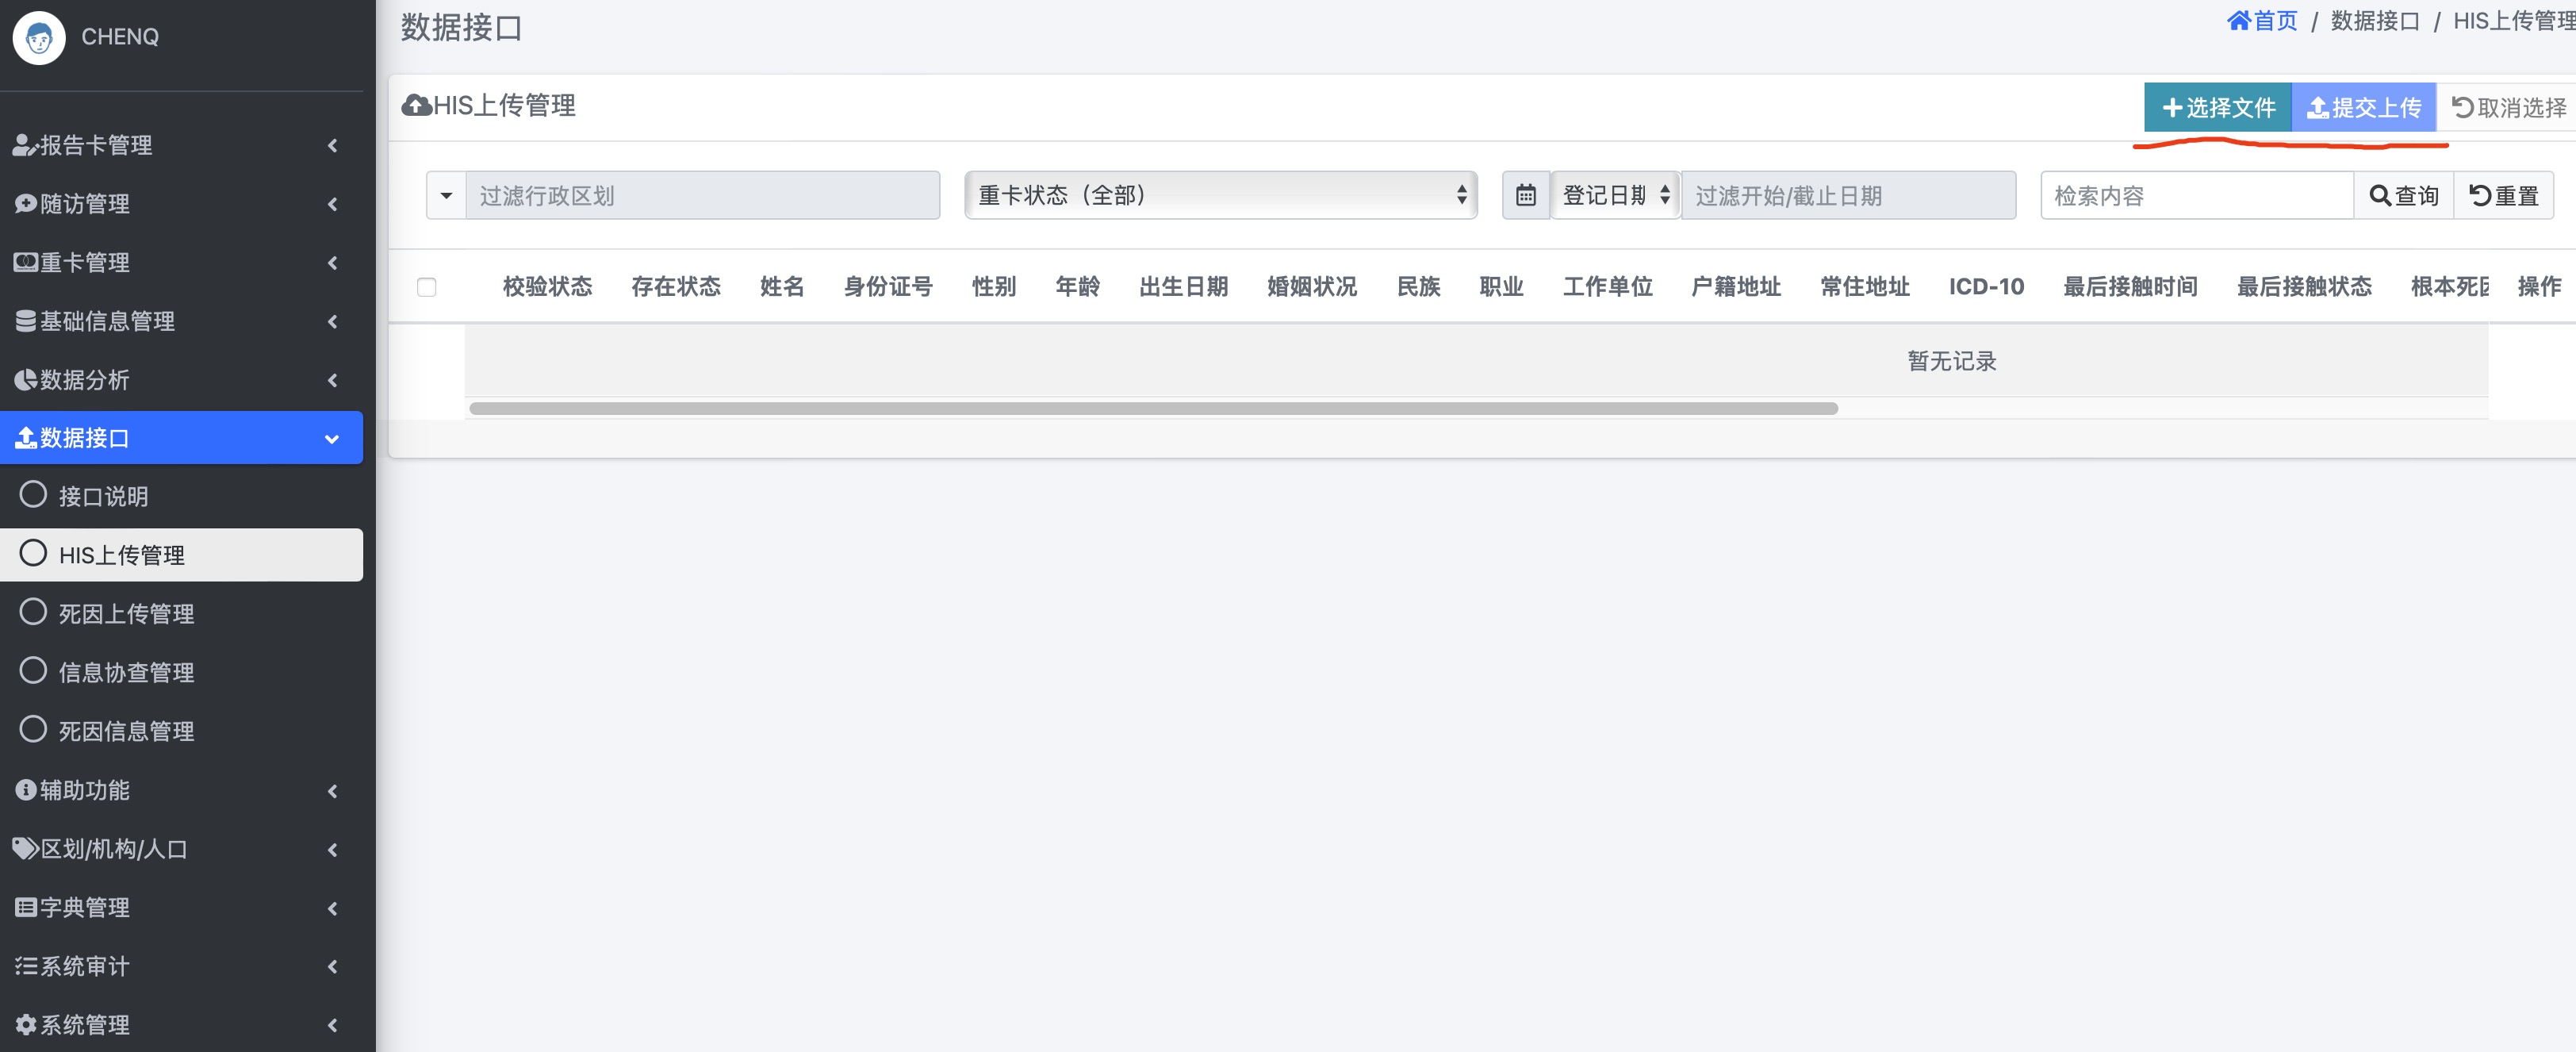 CHENQ
报告卡管理
随访管理
重卡管理
基础信息管理
数据分析
数据接口
接口说明
HIS上传管理
死因上传管理
信息协查管理
死因信息管理
辅助功能
区划/机构/人口
字典管理
系统审计
系统管理
数据接口
首页 / 数据接口 / HIS上传管理
HIS上传管理
选择文件 提交上传 取消选择
过滤行政区划 重卡状态（全部） 登记日期 过滤开始/截止日期 检索内容 查询 重置
校验状态 存在状态 姓名 身份证号 性别 年龄 出生日期 婚姻状况 民族 职业 工作单位 户籍地址 常住地址 ICD-10 最后接触时间 最后接触状态 根本死因 操作
暂无记录